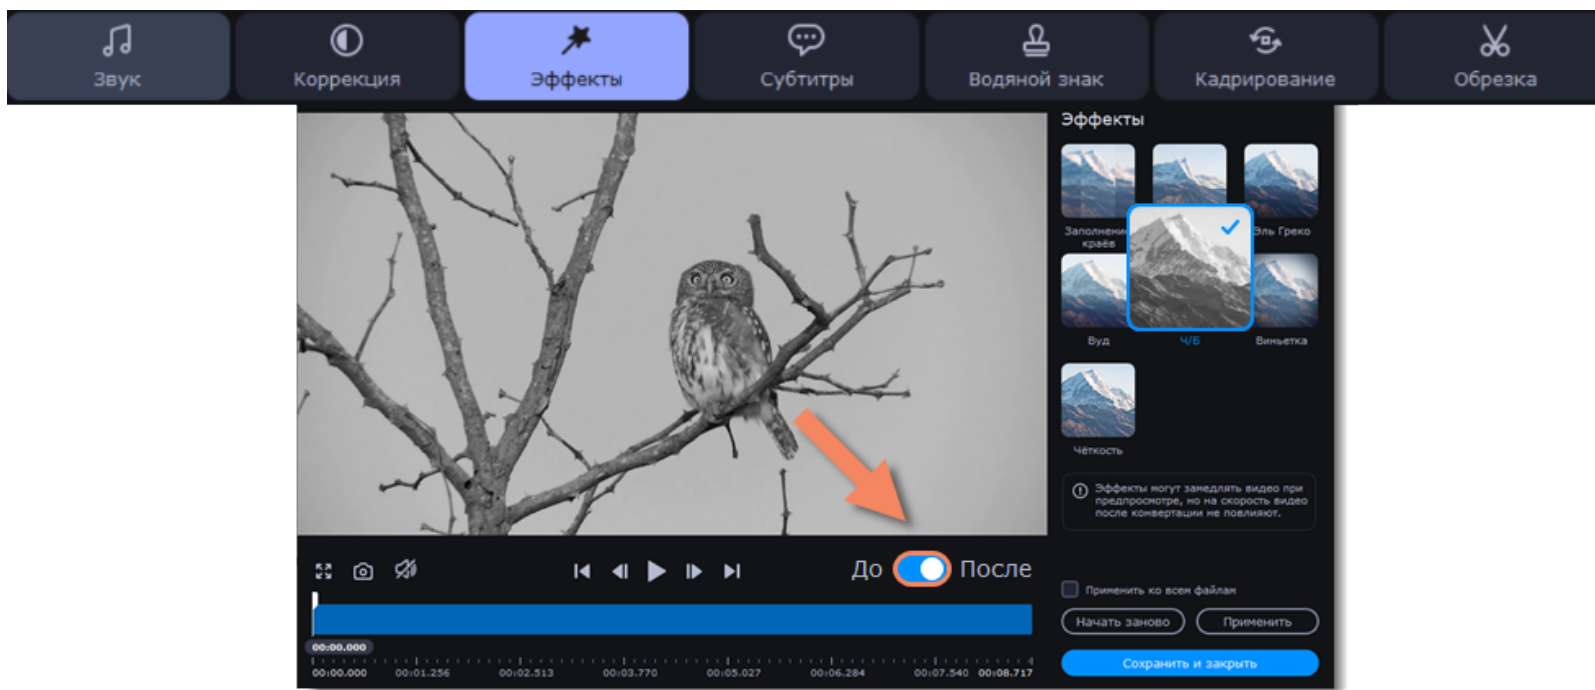 Звук
Коррекция
Эффекты
Субтитры
Водяной знак
Кадрирование
Обрезка
Эффекты
Заполнение
краёв
Эль Греко
Вуд
Ч/Б
Виньетка
Чёткость
Эффекты могут замедлять видео при
предпросмотре, но на скорость видео
после конвертации не повлияют.
До
После
Применить ко всем файлам
Начать заново
Применить
Сохранить и закрыть
00:00.000
00:00.000
00:01.256
00:02.513
00:03.770
00:05.027
00:06.284
00:07.540
00:08.717